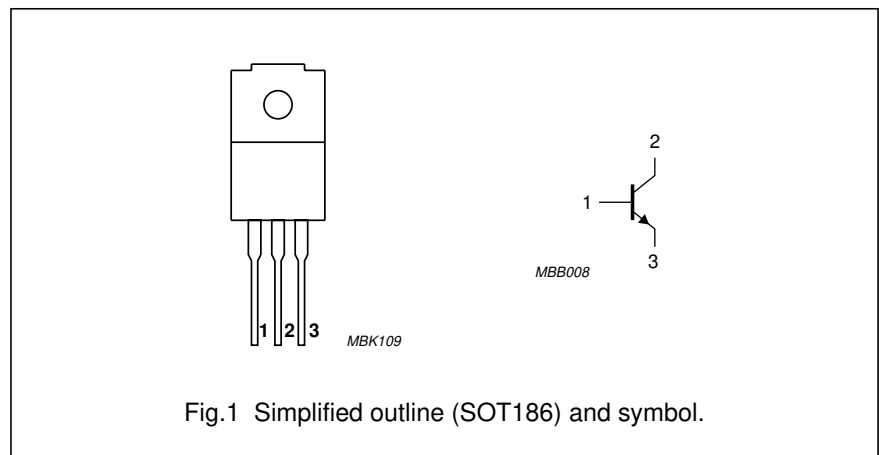 2
1
3
MBB008
1 2 3
MBK109
Fig.1 Simplified outline (SOT186) and symbol.